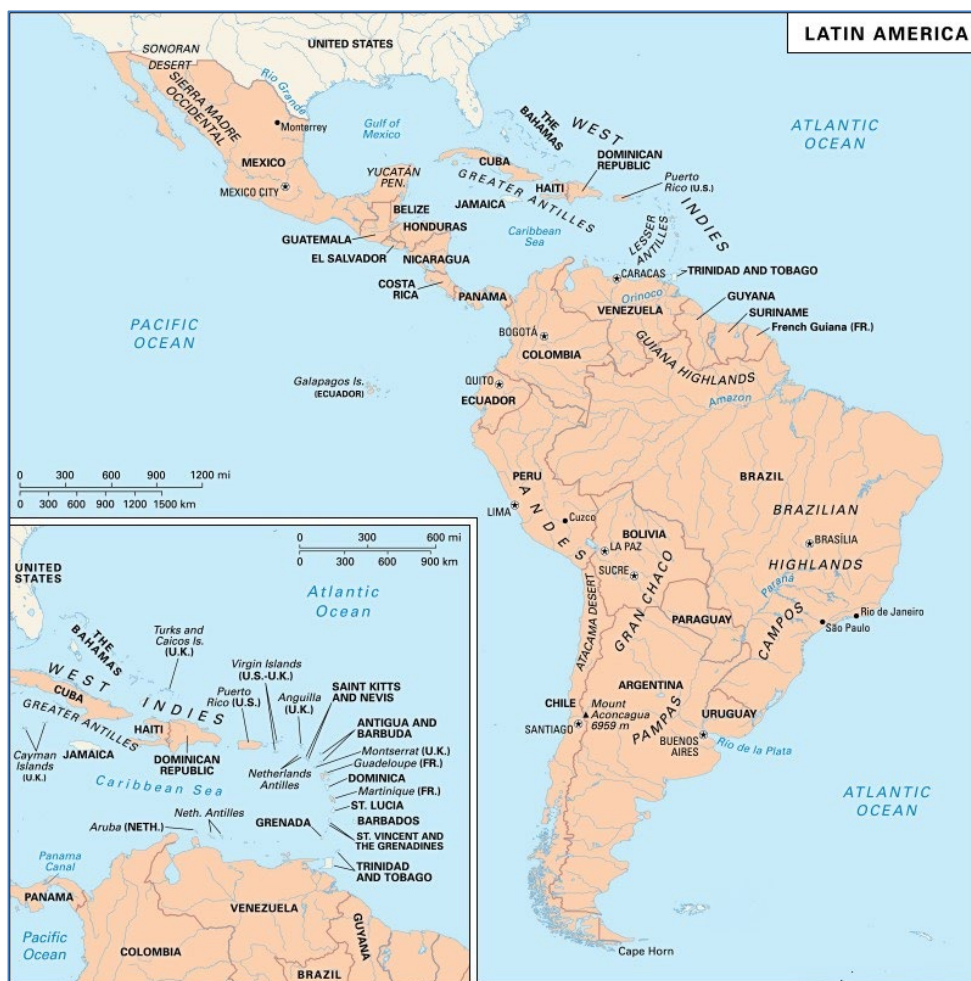 LATIN AMERICA
UNITED STATES
SONORAN
DESERT
SIERRA MADRE
OCCIDENTAL
Rio Grande
Monterrey
Gulf of
Mexico
ATLANTIC
OCEAN
WEST
INDIES
THE
BAHAMAS
MEXICO
MEXICO CITY
YUCATÁN
PEN.
CUBA
DOMINICAN
REPUBLIC
HAITI
Puerto
Rico (U.S.)
JAMAICA
GREATER ANTILLES
BELIZE
HONDURAS
GUATEMALA
EL SALVADOR
NICARAGUA
Caribbean
Sea
LESSER
ANTILLES
COSTA
RICA
PANAMA
CARACAS
TRINIDAD AND TOBAGO
Orinoco
VENEZUELA
GUYANA
SURINAME
French Guiana (FR.)
PACIFIC
OCEAN
BOGOTÁ
COLOMBIA
GUIANA HIGHLANDS
Galapagos Is.
(ECUADOR)
QUITO
ECUADOR
Amazon
0 300 600 900 1200 mi
0 300 600 900 1200 1500 km
PERU
BRAZIL
ANDES
LIMA
Cuzco
BRAZILIAN
HIGHLANDS
BOLIVIA
LA PAZ
BRASÍLIA
SUCRE
Paraná
ATACAMA DESERT
GRAN CHACO
PARAGUAY
CAMPOS
Rio de Janeiro
São Paulo
ARGENTINA
CHILE
Mount
Aconcagua
6959 m
SANTIAGO
PAMPAS
URUGUAY
BUENOS
AIRES
Río de la Plata
ATLANTIC
OCEAN
Cape Horn
0 300 600 mi
0 300 600 900 km
UNITED
STATES
Atlantic
Ocean
THE
BAHAMAS
Turks and
Caicos Is.
(U.K.)
WEST INDIES
Virgin Islands
(U.S.-U.K.)
CUBA
Puerto
Rico (U.S.)
Anguilla
(U.K.)
SAINT KITTS
AND NEVIS
GREATER ANTILLES
HAITI
ANTIGUA AND
BARBUDA
Cayman
Islands
(U.K.)
JAMAICA
DOMINICAN
REPUBLIC
Montserrat (U.K.)
Guadeloupe (FR.)
Netherlands
Antilles
DOMINICA
Caribbean Sea
Martinique (FR.)
ST. LUCIA
Neth. Antilles
Aruba (NETH.)
GRENADA
BARBADOS
ST. VINCENT AND
THE GRENADINES
TRINIDAD
AND TOBAGO
Panama
Canal
PANAMA
VENEZUELA
GUYANA
Pacific
Ocean
COLOMBIA
BRAZIL